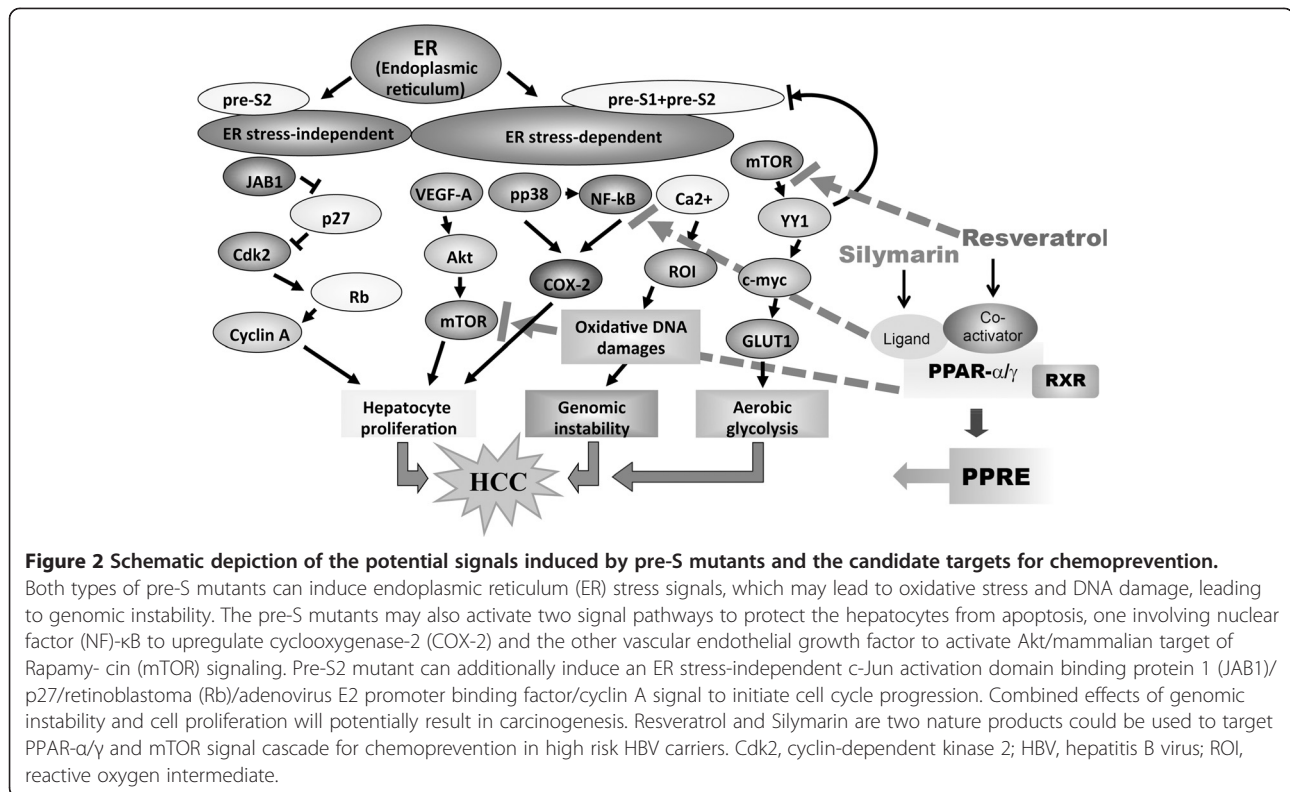 ER
(Endoplasmic
reticulum)
pre-S2
pre-S1+pre-S2
ER stress-independent
ER stress-dependent
JAB1
mTOR
VEGF-A
pp38
NF-kB
Ca2+
p27
YY1
Resveratrol
Silymarin
Cdk2
Akt
ROI
c-myc
COX-2
Rb
Co-
activator
Ligand
Cyclin A
mTOR
Oxidative DNA
damages
GLUT1
PPAR-α/γ
RXR
Hepatocyte
proliferation
Genomic
instability
Aerobic
glycolysis
HCC
PPRE
Figure 2 Schematic depiction of the potential signals induced by pre-S mutants and the candidate targets for chemoprevention.
Both types of pre-S mutants can induce endoplasmic reticulum (ER) stress signals, which may lead to oxidative stress and DNA damage, leading
to genomic instability. The pre-S mutants may also activate two signal pathways to protect the hepatocytes from apoptosis, one involving nuclear
factor (NF)-κB to upregulate cyclooxygenase-2 (COX-2) and the other vascular endothelial growth factor to activate Akt/mammalian target of
Rapamy- cin (mTOR) signaling. Pre-S2 mutant can additionally induce an ER stress-independent c-Jun activation domain binding protein 1 (JAB1)/
p27/retinoblastoma (Rb)/adenovirus E2 promoter binding factor/cyclin A signal to initiate cell cycle progression. Combined effects of genomic
instability and cell proliferation will potentially result in carcinogenesis. Resveratrol and Silymarin are two nature products could be used to target
PPAR-α/γ and mTOR signal cascade for chemoprevention in high risk HBV carriers. Cdk2, cyclin-dependent kinase 2; HBV, hepatitis B virus; ROI,
reactive oxygen intermediate.